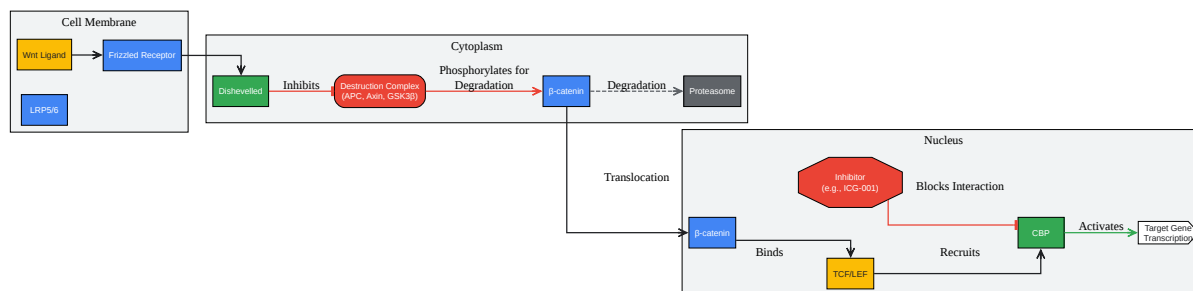 Cell Membrane
Wnt Ligand
Frizzled Receptor
LRP5/6
Cytoplasm
Dishevelled
Inhibits
Destruction Complex
(APC, Axin, GSK3β)
Phosphorylates for
Degradation
β-catenin
Degradation
Proteasome
Translocation
Nucleus
Inhibitor
(e.g., ICG-001)
Blocks Interaction
β-catenin
Binds
TCF/LEF
Recruits
CBP
Activates
Target Gene
Transcription